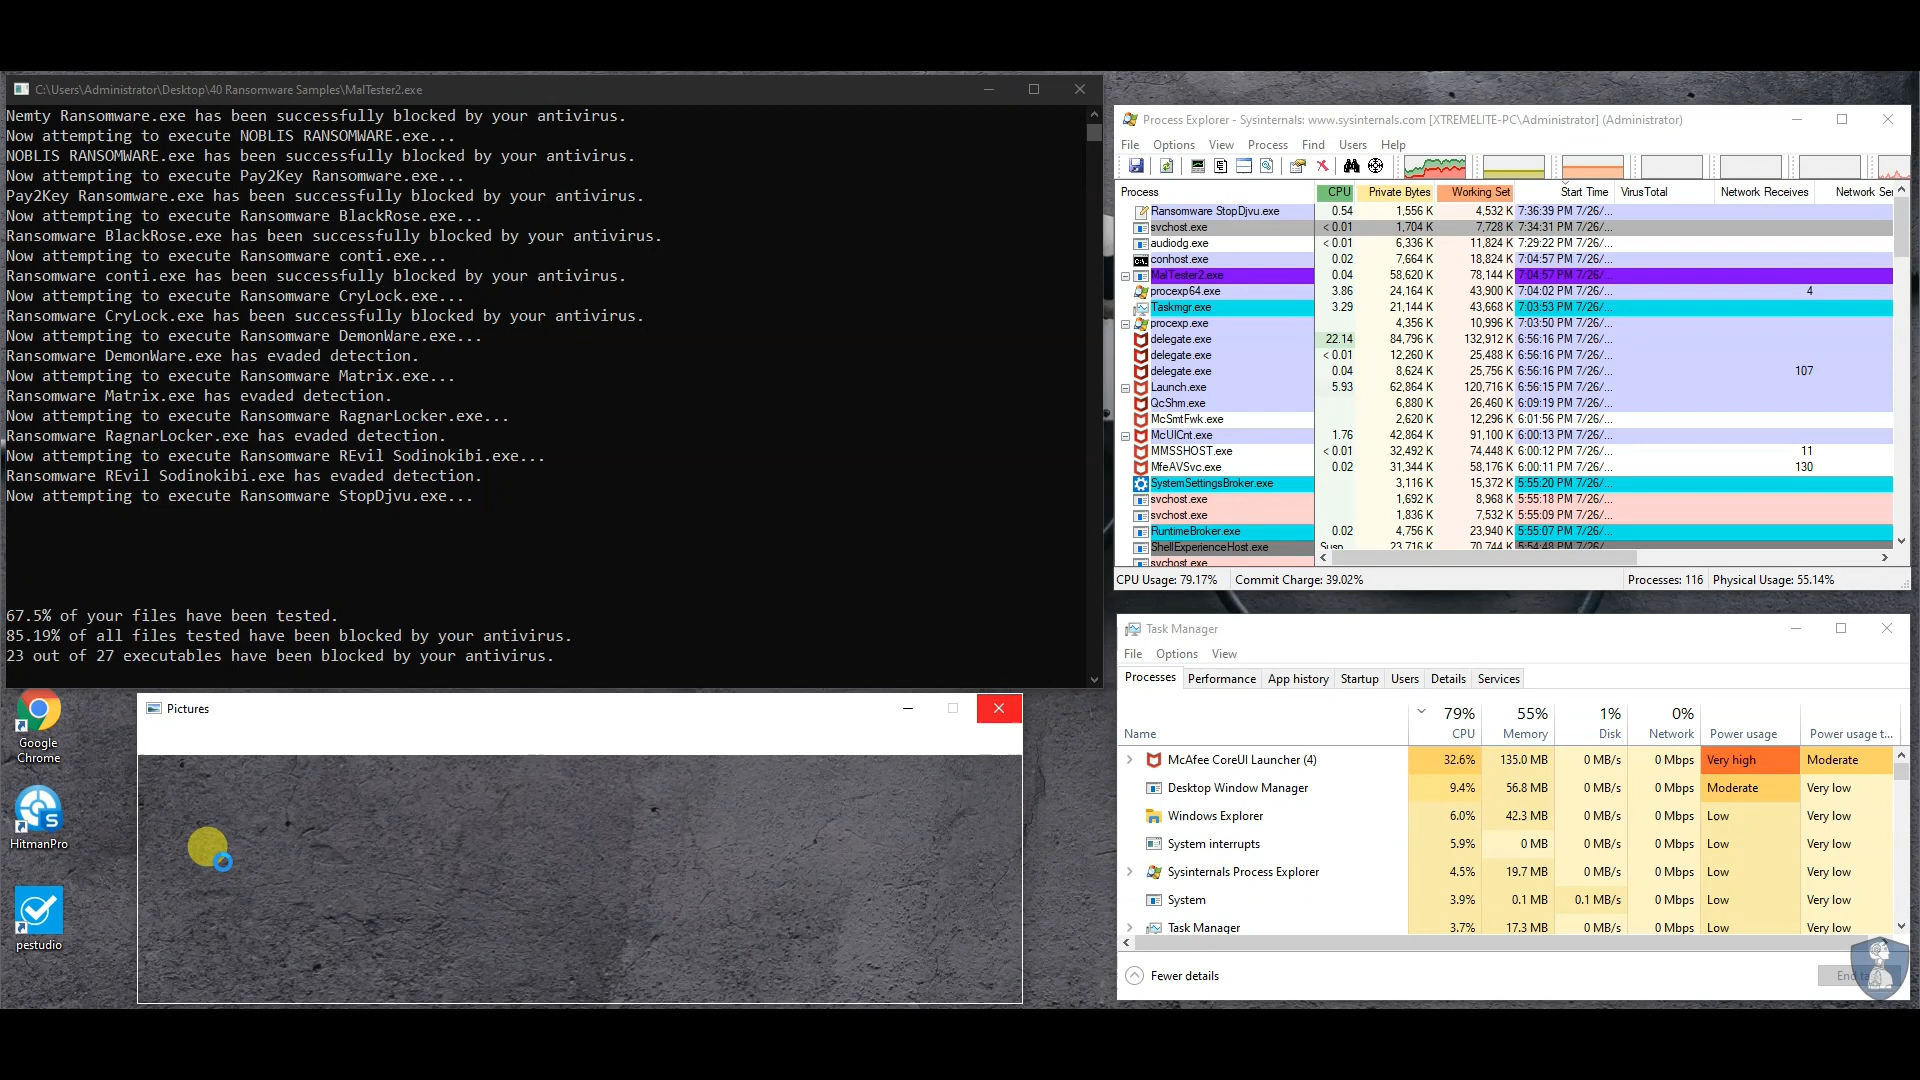 C:\Users\Administrator\Desktop\40 Ransomware Samples\MalTester2.exe
Nemty Ransomware.exe has been successfully blocked by your antivirus.
Now attempting to execute NOBLIS RANSOMWARE.exe...
NOBLIS RANSOMWARE.exe has been successfully blocked by your antivirus.
Now attempting to execute Pay2Key Ransomware.exe...
Pay2Key Ransomware.exe has been successfully blocked by your antivirus.
Now attempting to execute Ransomware BlackRose.exe...
Ransomware BlackRose.exe has been successfully blocked by your antivirus.
Now attempting to execute Ransomware conti.exe...
Ransomware conti.exe has been successfully blocked by your antivirus.
Now attempting to execute Ransomware CryLock.exe...
Ransomware CryLock.exe has been successfully blocked by your antivirus.
Now attempting to execute Ransomware DemonWare.exe...
Ransomware DemonWare.exe has evaded detection.
Now attempting to execute Ransomware Matrix.exe...
Ransomware Matrix.exe has evaded detection.
Now attempting to execute Ransomware RagnarLocker.exe...
Ransomware RagnarLocker.exe has evaded detection.
Now attempting to execute Ransomware REvil Sodinokibi.exe...
Ransomware REvil Sodinokibi.exe has evaded detection.
Now attempting to execute Ransomware StopDjvu.exe...
67.5% of your files have been tested.
85.19% of all files tested have been blocked by your antivirus.
23 out of 27 executables have been blocked by your antivirus.
Google
Chrome
HitmanPro
pestudio
Pictures
Process Explorer - Sysinternals: www.sysinternals.com [XTREMELITE-PC\Administrator] (Administrator)
File Options View Process Find Users Help
Process CPU Private Bytes Working Set Start Time VirusTotal Network Receives Network Se
Ransomware StopDjvu.exe 0.54 1,556 K 4,532 K 7:36:39 PM 7/26/...
svchost.exe < 0.01 1,704 K 7,728 K 7:34:31 PM 7/26/...
audiodg.exe < 0.01 6,336 K 11,824 K 7:29:22 PM 7/26/...
conhost.exe 0.02 7,664 K 18,824 K 7:04:57 PM 7/26/...
MalTester2.exe 0.04 58,620 K 78,144 K 7:04:57 PM 7/26/...
procexp64.exe 3.86 24,164 K 43,900 K 7:04:02 PM 7/26/... 4
Taskmgr.exe 3.29 21,144 K 43,668 K 7:03:53 PM 7/26/...
procexp.exe 4,356 K 10,996 K 7:03:50 PM 7/26/...
delegate.exe 22.14 84,796 K 132,912 K 6:56:16 PM 7/26/...
delegate.exe < 0.01 12,260 K 25,488 K 6:56:16 PM 7/26/...
delegate.exe 0.04 8,624 K 25,756 K 6:56:16 PM 7/26/... 107
Launch.exe 5.93 62,864 K 120,716 K 6:56:15 PM 7/26/...
QcShm.exe 6,880 K 26,460 K 6:09:19 PM 7/26/...
McSmtFwk.exe 2,620 K 12,296 K 6:01:56 PM 7/26/...
McUICnt.exe 1.76 42,864 K 91,100 K 6:00:13 PM 7/26/...
MMSSHOST.exe < 0.01 32,492 K 74,448 K 6:00:12 PM 7/26/... 11
MfeAVSvc.exe 0.02 31,344 K 58,176 K 6:00:11 PM 7/26/... 130
SystemSettingsBroker.exe 3,116 K 15,372 K 5:55:20 PM 7/26/...
svchost.exe 1,692 K 8,968 K 5:55:18 PM 7/26/...
svchost.exe 1,836 K 7,532 K 5:55:09 PM 7/26/...
RuntimeBroker.exe 0.02 4,756 K 23,940 K 5:55:07 PM 7/26/...
ShellExperienceHost.exe Susp 23,716 K 70,744 K 5:54:48 PM 7/26/...
svchost.exe
CPU Usage: 79.17% Commit Charge: 39.02% Processes: 116 Physical Usage: 55.14%
Task Manager
File Options View
Processes Performance App history Startup Users Details Services
79% 55% 1% 0%
Name CPU Memory Disk Network Power usage Power usage t...
McAfee CoreUI Launcher (4) 32.6% 135.0 MB 0 MB/s 0 Mbps Very high Moderate
Desktop Window Manager 9.4% 56.8 MB 0 MB/s 0 Mbps Moderate Very low
Windows Explorer 6.0% 42.3 MB 0 MB/s 0 Mbps Low Very low
System interrupts 5.9% 0 MB 0 MB/s 0 Mbps Low Very low
Sysinternals Process Explorer 4.5% 19.7 MB 0 MB/s 0 Mbps Low Very low
System 3.9% 0.1 MB 0.1 MB/s 0 Mbps Low Very low
Task Manager 3.7% 17.3 MB 0 MB/s 0 Mbps Low Very low
Fewer details
End